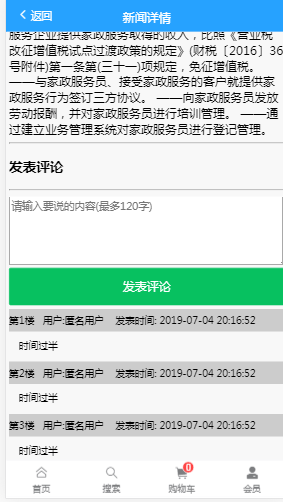 返回 新闻详情
服务企业提供家政服务取得的收入，比照《营业税
改征增值税试点过渡政策的规定》(财税〔2016〕36
号附件)第一条第(三十一)项规定，免征增值税。
——与家政服务员、接受家政服务的客户就提供家
政服务行为签订三方协议。 ——向家政服务员发放
劳动报酬，并对家政服务员进行培训管理。 ——通
过建立业务管理系统对家政服务员进行登记管理。
发表评论
请输入要说的内容(最多120字)
发表评论
第1楼 用户:匿名用户 发表时间: 2019-07-04 20:16:52
时间过半
第2楼 用户:匿名用户 发表时间: 2019-07-04 20:16:52
时间过半
第3楼 用户:匿名用户 发表时间: 2019-07-04 20:16:52
时间过半
0
首页 搜索 购物车 会员